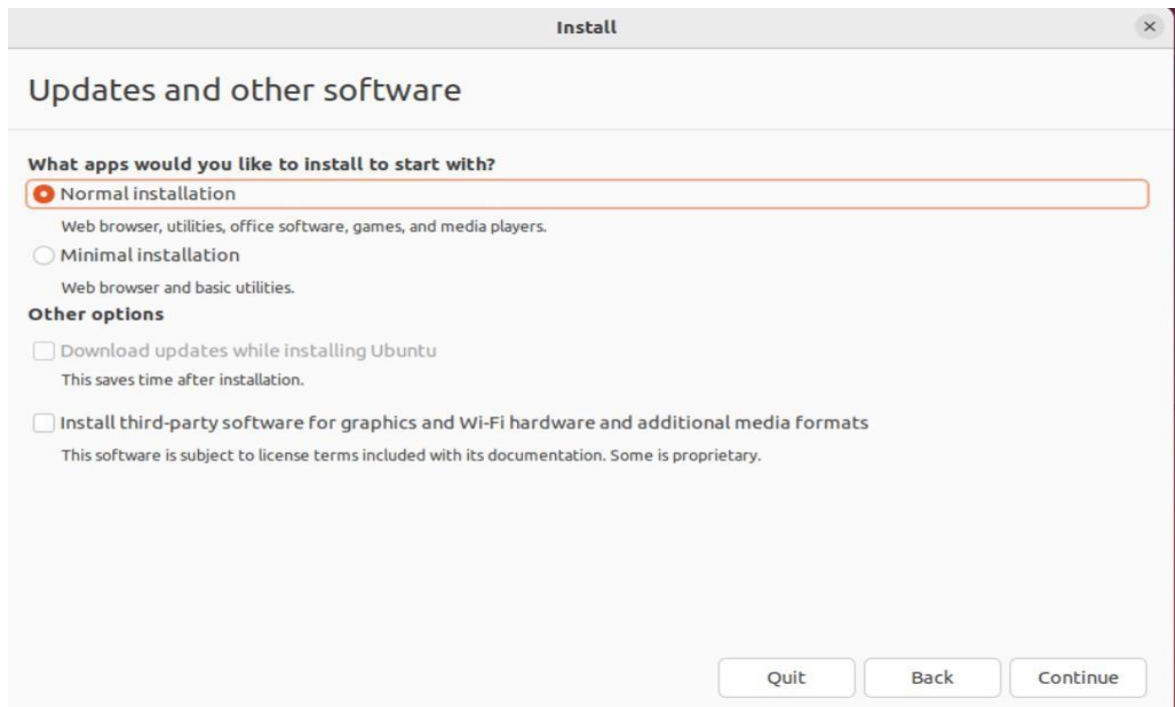 Install
Updates and other software
What apps would you like to install to start with?
Normal installation
Web browser, utilities, office software, games, and media players.
Minimal installation
Web browser and basic utilities.
Other options
Download updates while installing Ubuntu
This saves time after installation.
Install third-party software for graphics and Wi-Fi hardware and additional media formats
This software is subject to license terms included with its documentation. Some is proprietary.
Quit Back Continue